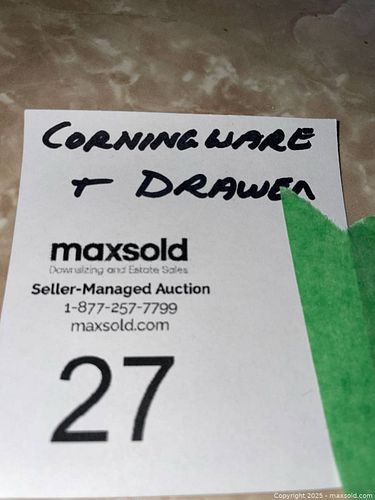 CORNINGWARE
+ DRAWER
maxsold
Downsizing and Estate Sales
Seller-Managed Auction
1-877-257-7799
maxsold.com
27
Copyright 2025 - maxsold.com